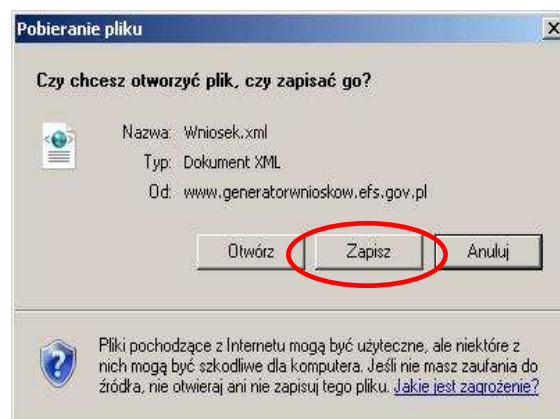 Pobieranie pliku
Czy chcesz otworzyć plik, czy zapisać go?
Nazwa: Wniosek.xml
Typ: Dokument XML
Od: www.generatorwnioskow.efs.gov.pl
Otwórz Zapisz Anuluj
Pliki pochodzące z Internetu mogą być użyteczne, ale niektóre z
nich mogą być szkodliwe dla komputera. Jeśli nie masz zaufania do
źródła, nie otwieraj ani nie zapisuj tego pliku. Jakie jest zagrożenie?